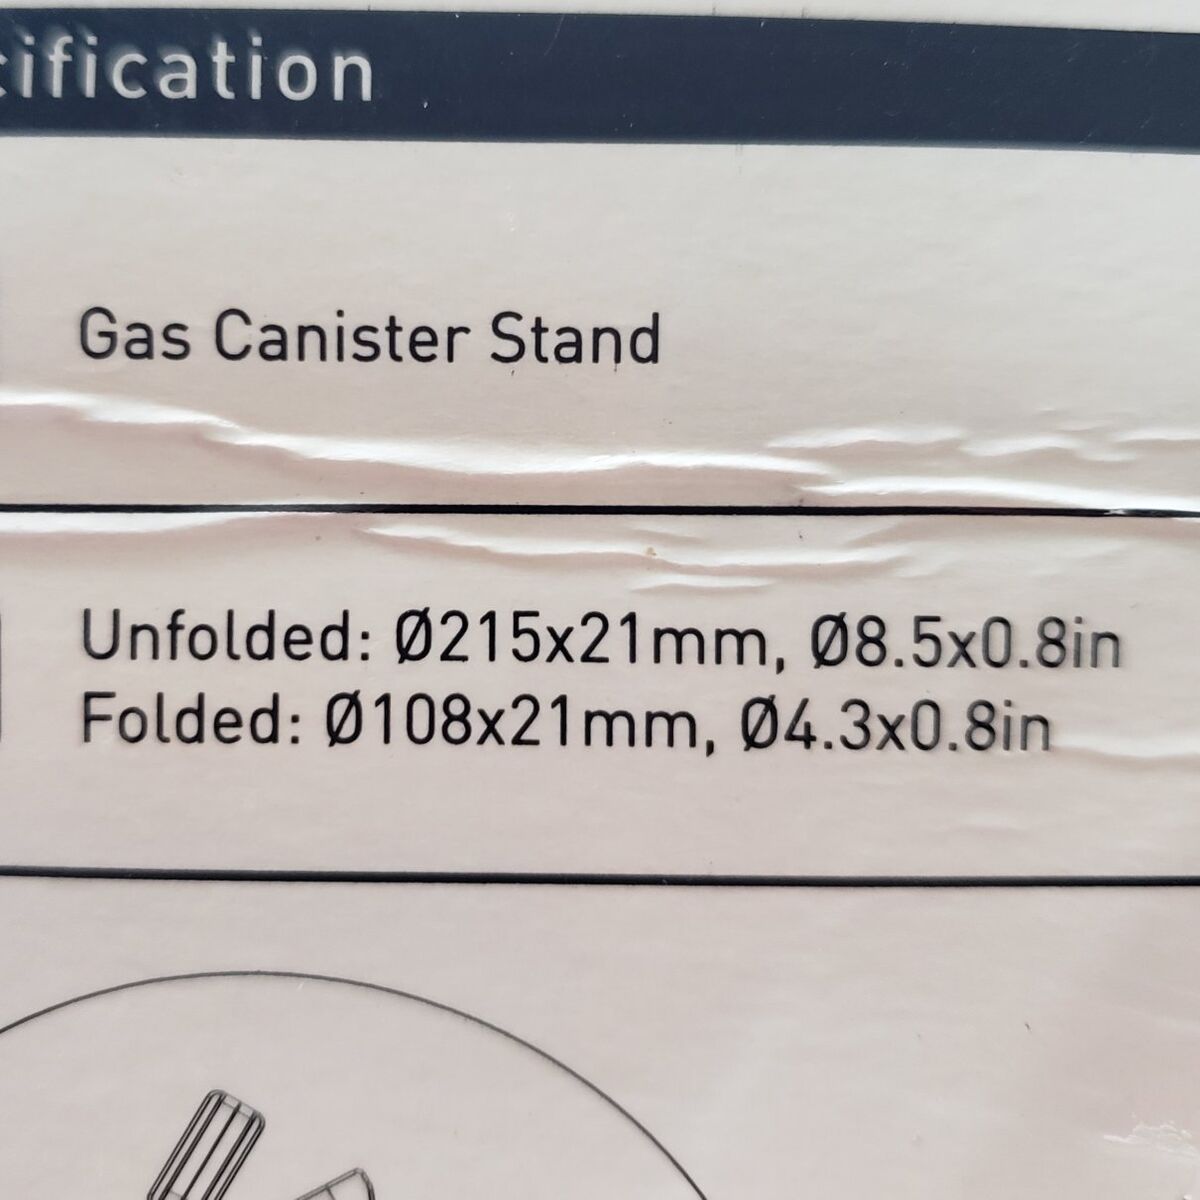 cification
Gas Canister Stand
Unfolded: Ø215x21mm, Ø8.5x0.8in
Folded: Ø108x21mm, Ø4.3x0.8in